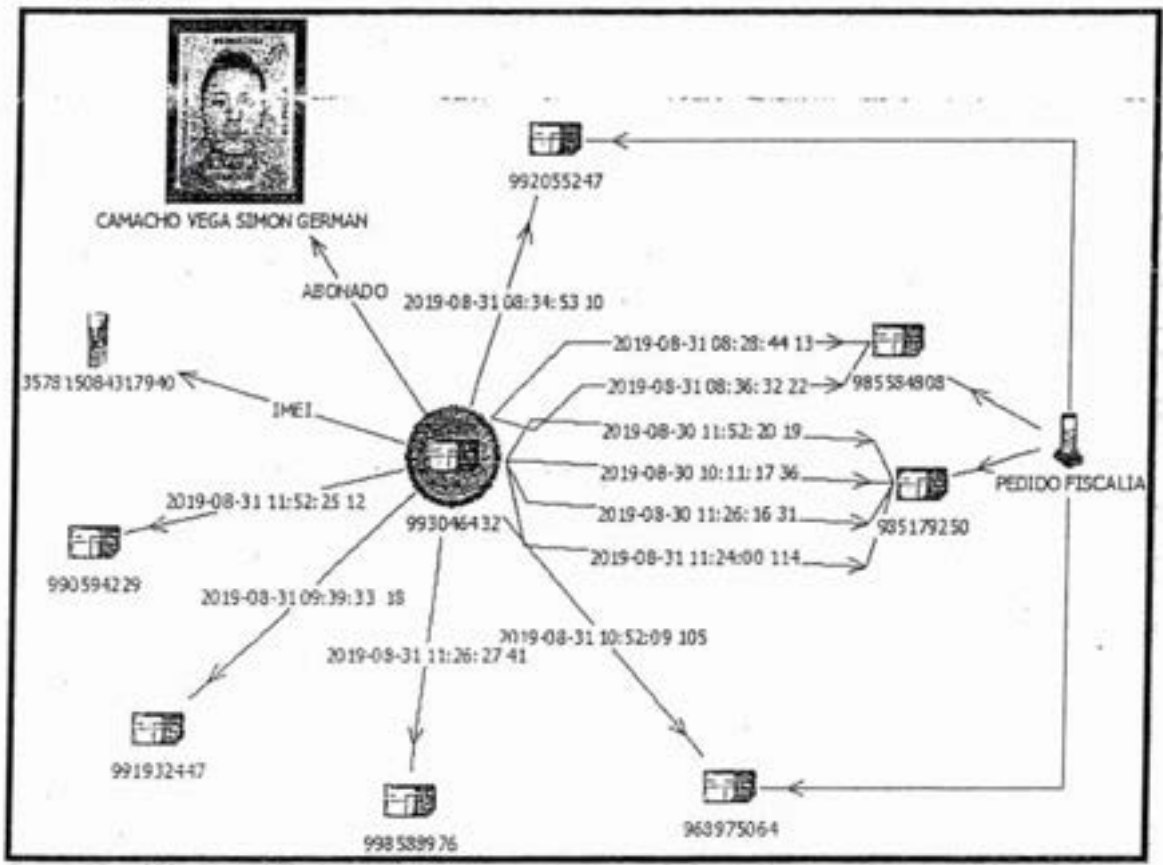 992055247
CAMACHO VEGA SIMON GERMAN
ABONADO
2019-08-31 08:34:53 10
2019-08-31 08:28:44 13
985584808
357815084317940
2019-08-31 08:36:32 22
IMEI
2019-08-30 11:52:20 19
2019-08-30 10:11:17 36
PEDIDO FISCALIA
2019-08-31 11:52:25 12
993046432
2019-08-30 11:26:16 31
985179250
2019-08-31 11:24:00 114
990594229
2019-08-31 09:39:33 18
2019-08-31 10:52:09 105
2019-08-31 11:26:27 41
991932447
998589976
968975064